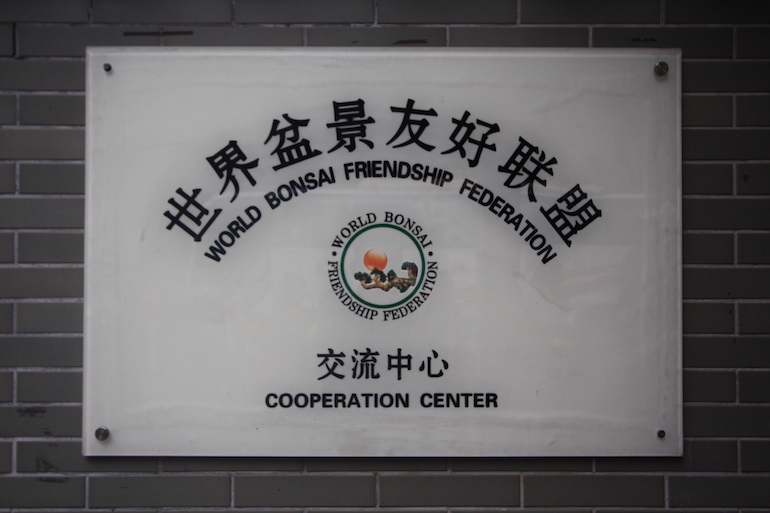 世界盆景友好联盟
WORLD BONSAI FRIENDSHIP FEDERATION
·WORLD BONSAI·
FRIENDSHIP FEDERATION
交流中心
COOPERATION CENTER